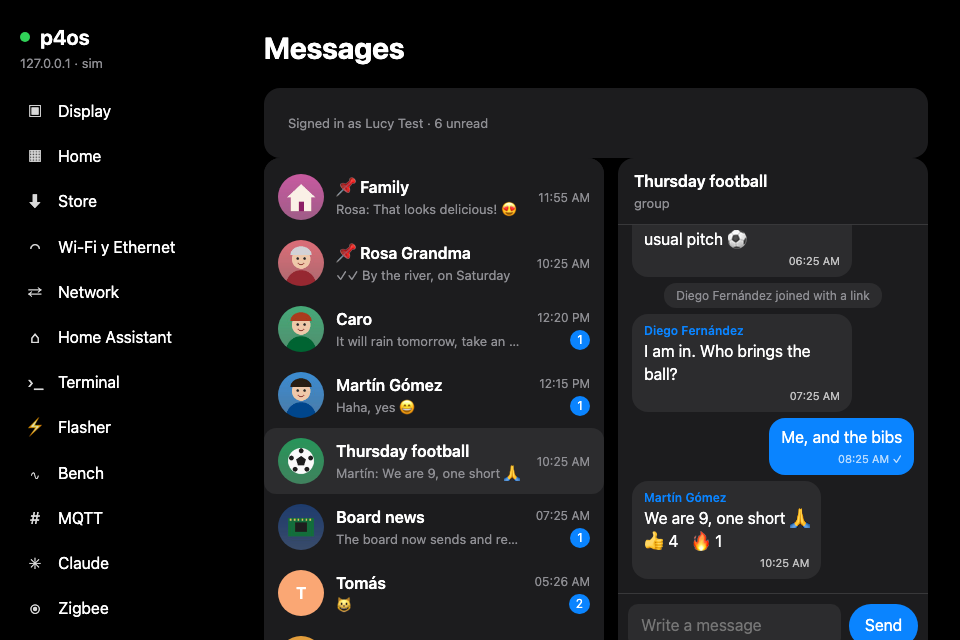 p4os
127.0.0.1 · sim
Display
Home
Store
Wi-Fi y Ethernet
Network
Home Assistant
Terminal
Flasher
Bench
MQTT
Claude
Zigbee
Messages
Signed in as Lucy Test · 6 unread
📌 Family
11:55 AM
Rosa: That looks delicious! 😍
📌 Rosa Grandma
10:25 AM
✓✓ By the river, on Saturday
Caro
12:20 PM
It will rain tomorrow, take an ...
1
Martín Gómez
12:15 PM
Haha, yes 😄
1
Thursday football
10:25 AM
Martín: We are 9, one short 🙏
Board news
07:25 AM
The board now sends and re...
1
T
Tomás
05:26 AM
😺
2
Thursday football
group
usual pitch ⚽
06:25 AM
Diego Fernández joined with a link
Diego Fernández
I am in. Who brings the
ball?
07:25 AM
Me, and the bibs
08:25 AM ✓
Martín Gómez
We are 9, one short 🙏
👍 4 🔥 1
10:25 AM
Write a message
Send